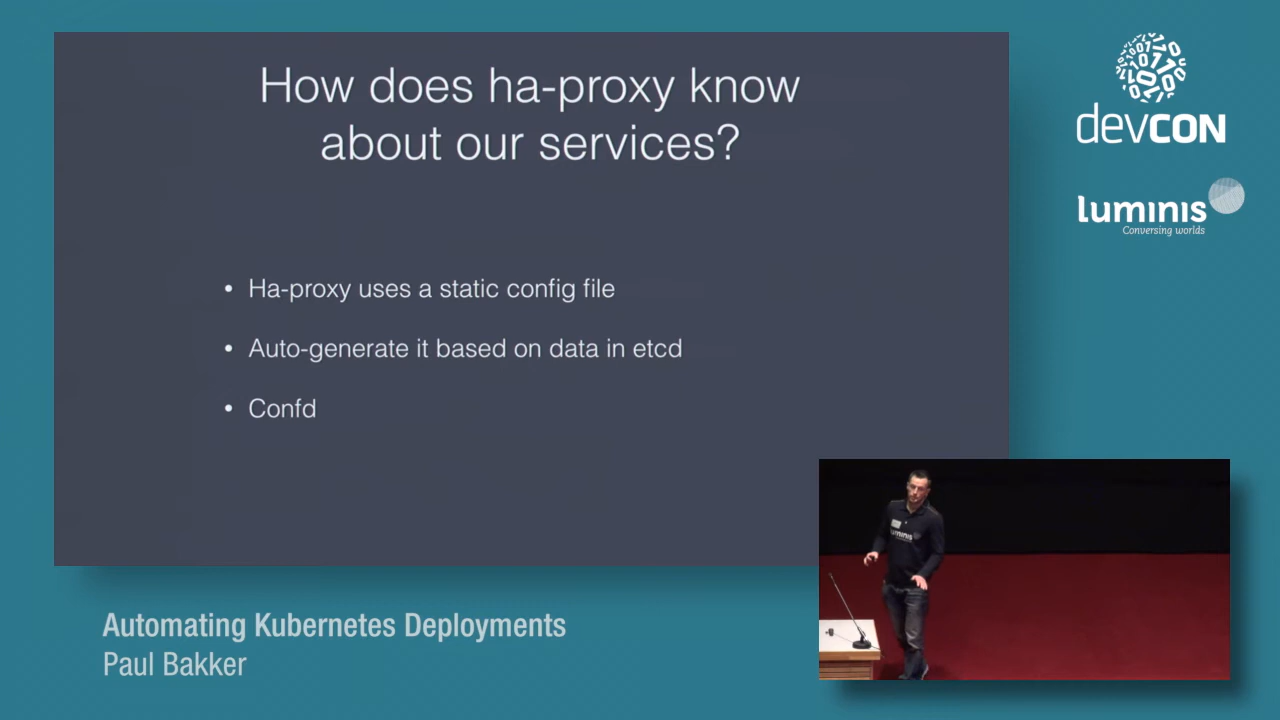 How does ha-proxy know
about our services?
• Ha-proxy uses a static config file
• Auto-generate it based on data in etcd
• Confd
devCON
luminis
Conversing worlds
luminis
Automating Kubernetes Deployments
Paul Bakker